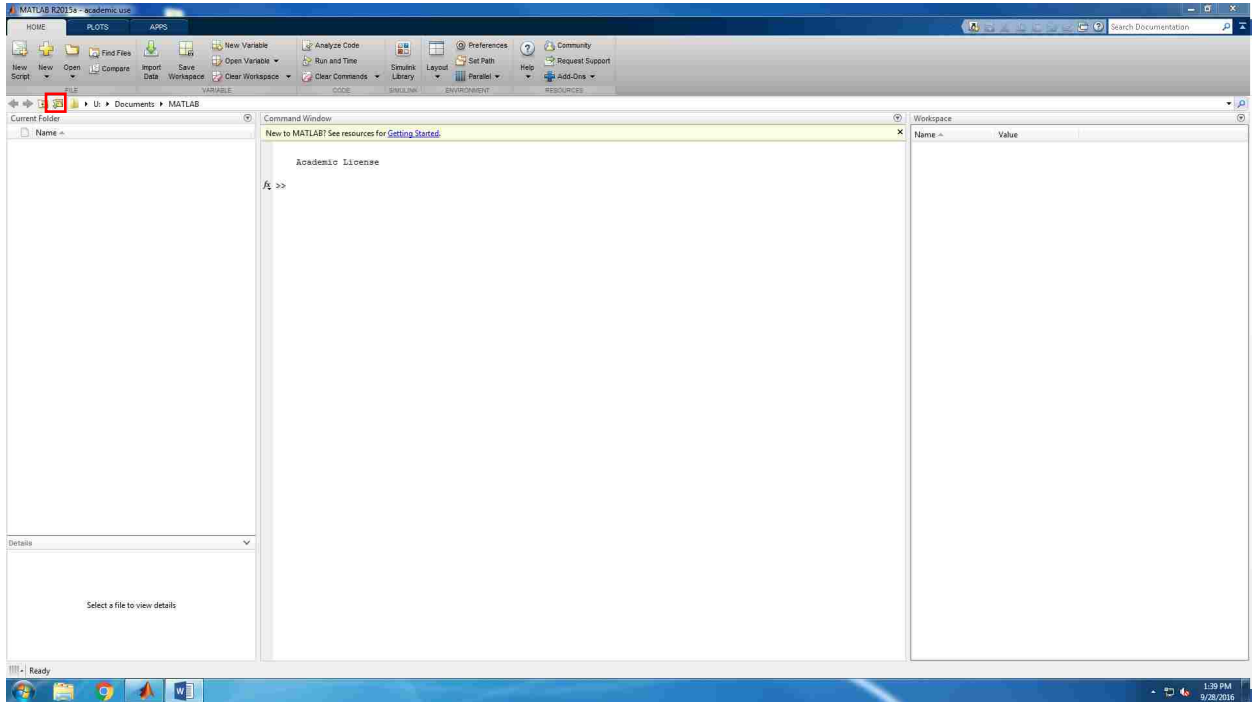 MATLAB R2015a - academic use
HOME PLOTS APPS
Search Documentation
New Script
New
Open
Find Files
Compare
Import Data
Save Workspace
New Variable
Open Variable
Clear Workspace
Analyze Code
Run and Time
Clear Commands
Simulink Library
Layout
Preferences
Set Path
Parallel
Help
Community
Request Support
Add-Ons
FILE VARIABLE CODE SIMULINK ENVIRONMENT RESOURCES
U: Documents MATLAB
Current Folder
Name
Command Window
New to MATLAB? See resources for Getting Started.
Academic License
fx >>
Workspace
Name Value
Details
Select a file to view details
Ready
1:39 PM
9/28/2016